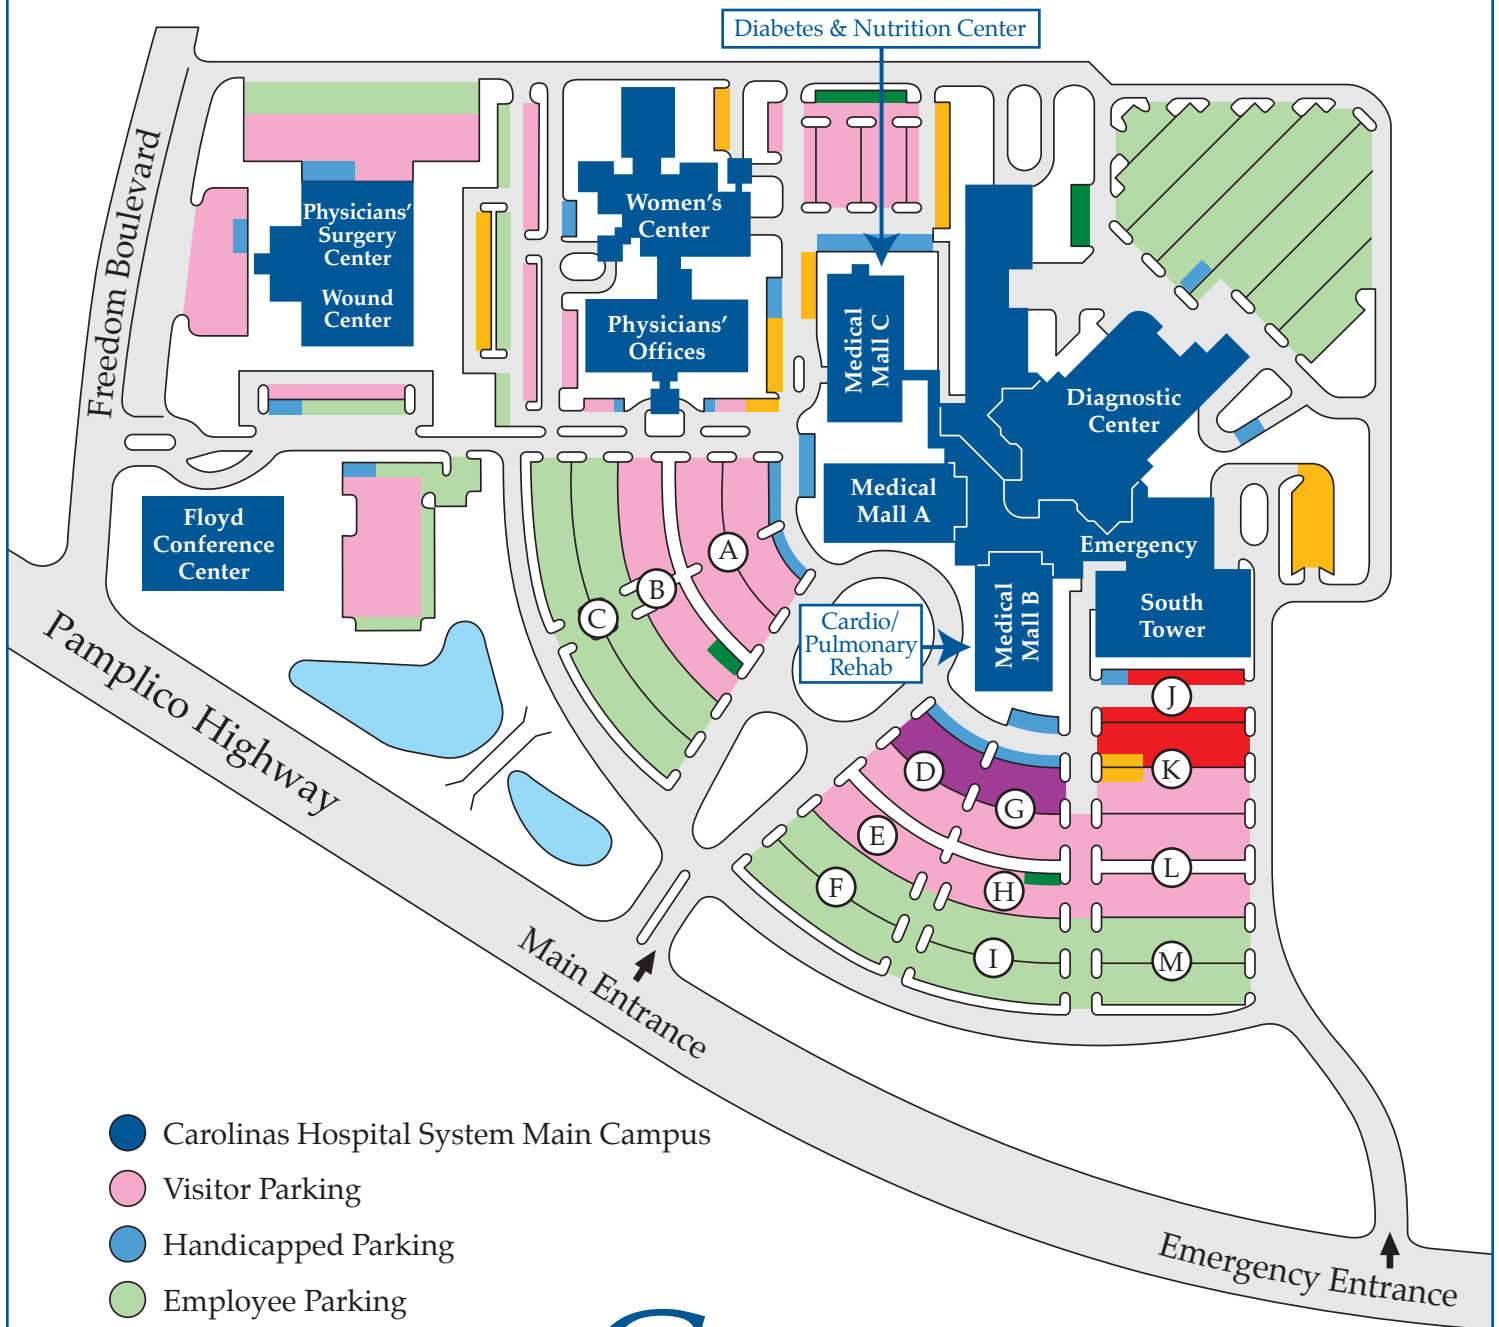 Diabetes & Nutrition Center
Freedom Boulevard
Physicians'
Surgery
Center
Wound
Center
Women's
Center
Physicians'
Offices
Medical
Mall C
Diagnostic
Center
Medical
Mall A
Emergency
Medical
Mall B
South
Tower
Floyd
Conference
Center
Cardio/
Pulmonary
Rehab
A
B
C
D
G
E
H
F
I
J
K
L
M
Pamplico Highway
Main Entrance
Emergency Entrance
Carolinas Hospital System Main Campus
Visitor Parking
Handicapped Parking
Employee Parking